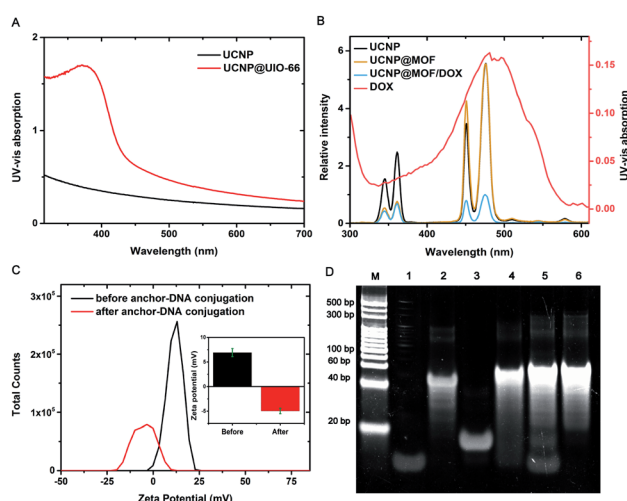 A
UCNP
UCNP@UIO-66
UV-vis absorption
2
1
0
400
500
600
700
Wavelength (nm)
B
UCNP
UCNP@MOF
UCNP@MOF/DOX
DOX
Relative intensity
6
4
2
0
300
400
500
600
Wavelength (nm)
0.15
0.10
0.05
0.00
UV-vis absorption
C
before anchor-DNA conjugation
after anchor-DNA conjugation
Total Counts
3x10⁵
2x10⁵
1x10⁵
0
-50
-25
0
25
50
75
Zeta Potential (mV)
Zeta potential (mV)
10
5
0
-5
Before
After
D
M 1 2 3 4 5 6
500 bp
300 bp
100 bp
60 bp
40 bp
20 bp